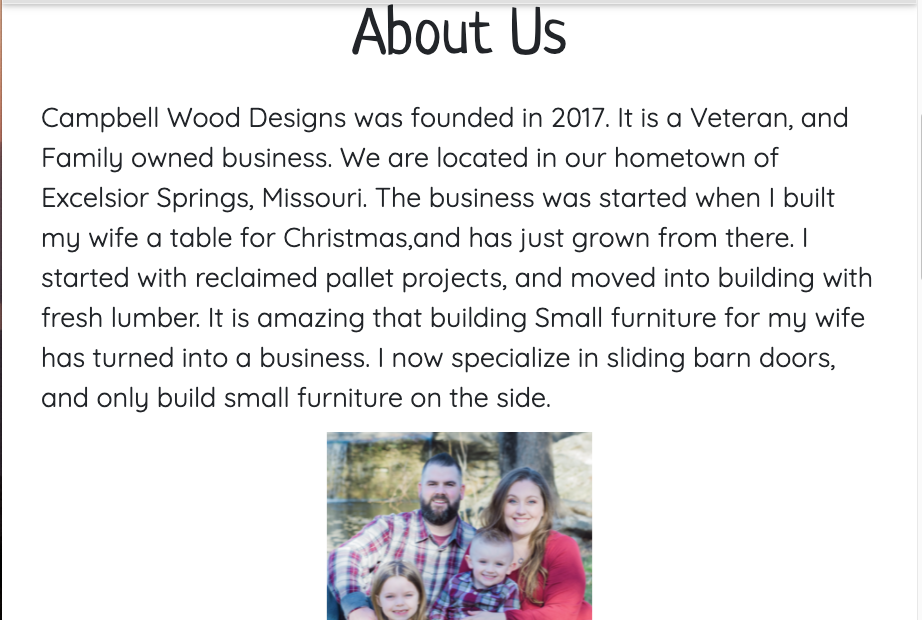 About Us
Campbell Wood Designs was founded in 2017. It is a Veteran, and
Family owned business. We are located in our hometown of
Excelsior Springs, Missouri. The business was started when I built
my wife a table for Christmas,and has just grown from there. I
started with reclaimed pallet projects, and moved into building with
fresh lumber. It is amazing that building Small furniture for my wife
has turned into a business. I now specialize in sliding barn doors,
and only build small furniture on the side.